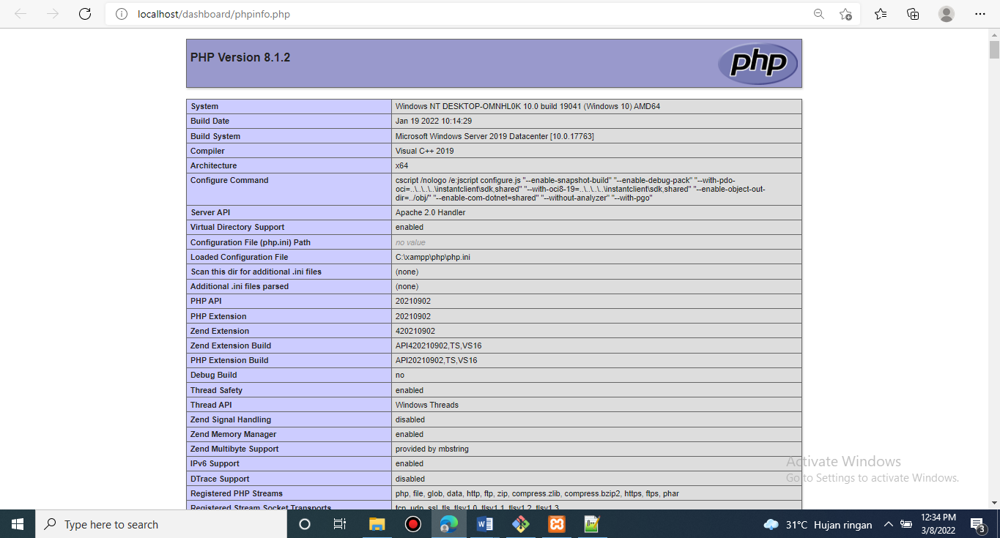 localhost/dashboard/phpinfo.php
PHP Version 8.1.2
php
System Windows NT DESKTOP-OMNHL0K 10.0 build 19041 (Windows 10) AMD64
Build Date Jan 19 2022 10:14:29
Build System Microsoft Windows Server 2019 Datacenter [10.0.17763]
Compiler Visual C++ 2019
Architecture x64
Configure Command cscript /nologo /e:jscript configure.js "--enable-snapshot-build" "--enable-debug-pack" "--with-pdo-
oci=..\..\..\..\instantclient\sdk,shared" "--with-oci8-19=..\..\..\..\instantclient\sdk,shared" "--enable-object-out-
dir=../obj/" "--enable-com-dotnet=shared" "--without-analyzer" "--with-pgo"
Server API Apache 2.0 Handler
Virtual Directory Support enabled
Configuration File (php.ini) Path no value
Loaded Configuration File C:\xampp\php\php.ini
Scan this dir for additional .ini files (none)
Additional .ini files parsed (none)
PHP API 20210902
PHP Extension 20210902
Zend Extension 420210902
Zend Extension Build API420210902,TS,VS16
PHP Extension Build API20210902,TS,VS16
Debug Build no
Thread Safety enabled
Thread API Windows Threads
Zend Signal Handling disabled
Zend Memory Manager enabled
Zend Multibyte Support provided by mbstring
IPv6 Support enabled
DTrace Support disabled
Registered PHP Streams php, file, glob, data, http, ftp, zip, compress.zlib, compress.bzip2, https, ftps, phar
Registered Stream Socket Transports tcp, udp, ssl, tls, tlsv1.0, tlsv1.1, tlsv1.2, tlsv1.3
Activate Windows
Go to Settings to activate Windows.
Type here to search
31°C Hujan ringan
12:34 PM
3/8/2022
3